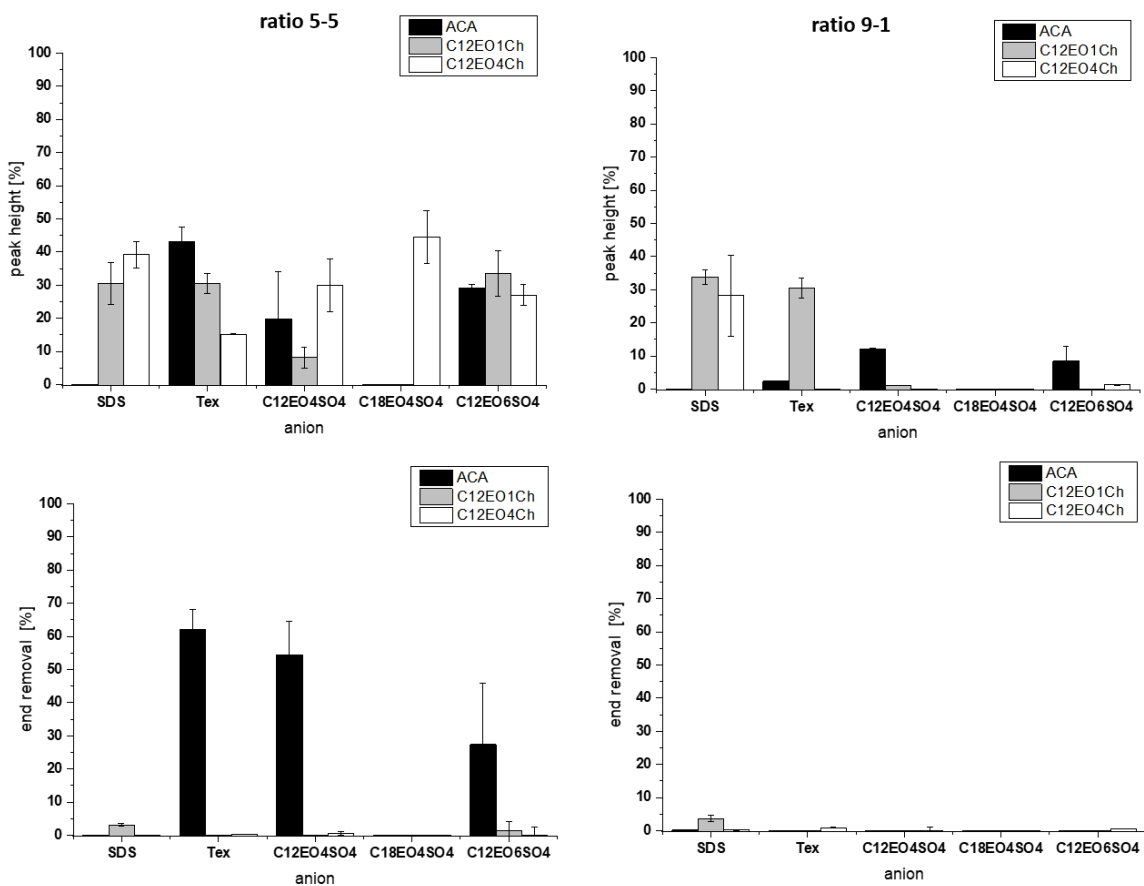 ratio 5-5
ACA
C12EO1Ch
C12EO4Ch
100
90
80
70
60
50
40
30
20
10
0
peak height [%]
SDS Tex C12EO4SO4 C18EO4SO4 C12EO6SO4
anion
ratio 9-1
ACA
C12EO1Ch
C12EO4Ch
100
90
80
70
60
50
40
30
20
10
0
peak height [%]
SDS Tex C12EO4SO4 C18EO4SO4 C12EO6SO4
anion
ACA
C12EO1Ch
C12EO4Ch
100
90
80
70
60
50
40
30
20
10
0
end removal [%]
SDS Tex C12EO4SO4 C18EO4SO4 C12EO6SO4
anion
ACA
C12EO1Ch
C12EO4Ch
100
90
80
70
60
50
40
30
20
10
0
end removal [%]
SDS Tex C12EO4SO4 C18EO4SO4 C12EO6SO4
anion